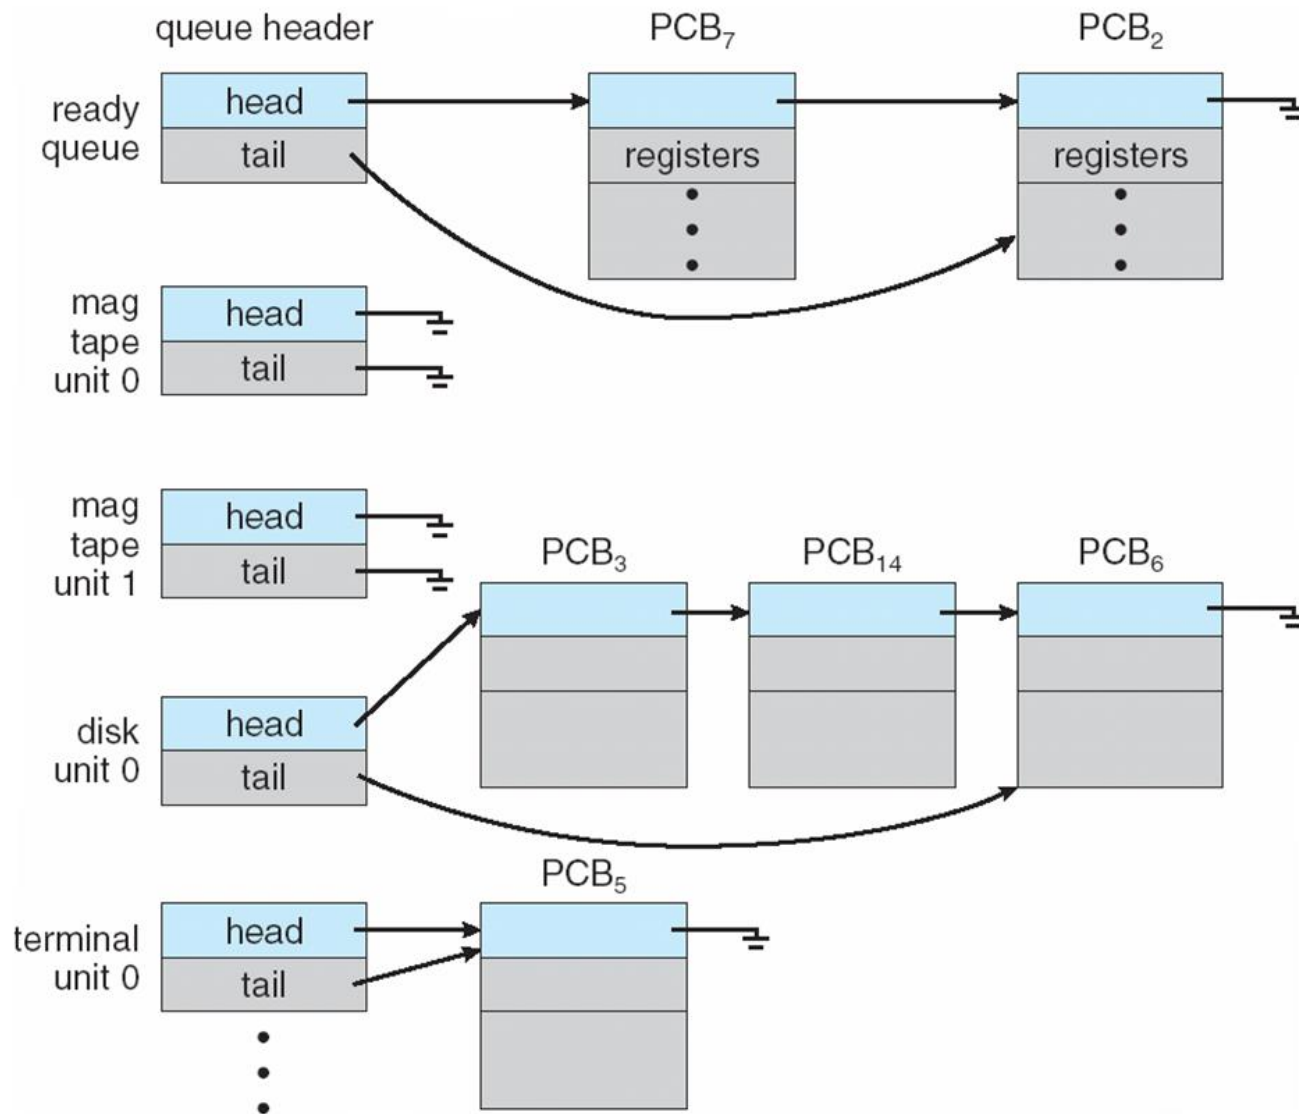 queue header
PCB₇
PCB₂
ready
queue
head
tail
registers
registers
mag
tape
unit 0
head
tail
mag
tape
unit 1
head
tail
PCB₃
PCB₁₄
PCB₆
disk
unit 0
head
tail
PCB₅
terminal
unit 0
head
tail